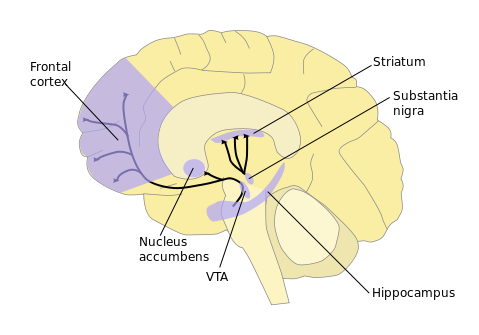 Frontal
cortex
Striatum
Substantia
nigra
Nucleus
accumbens
VTA
Hippocampus